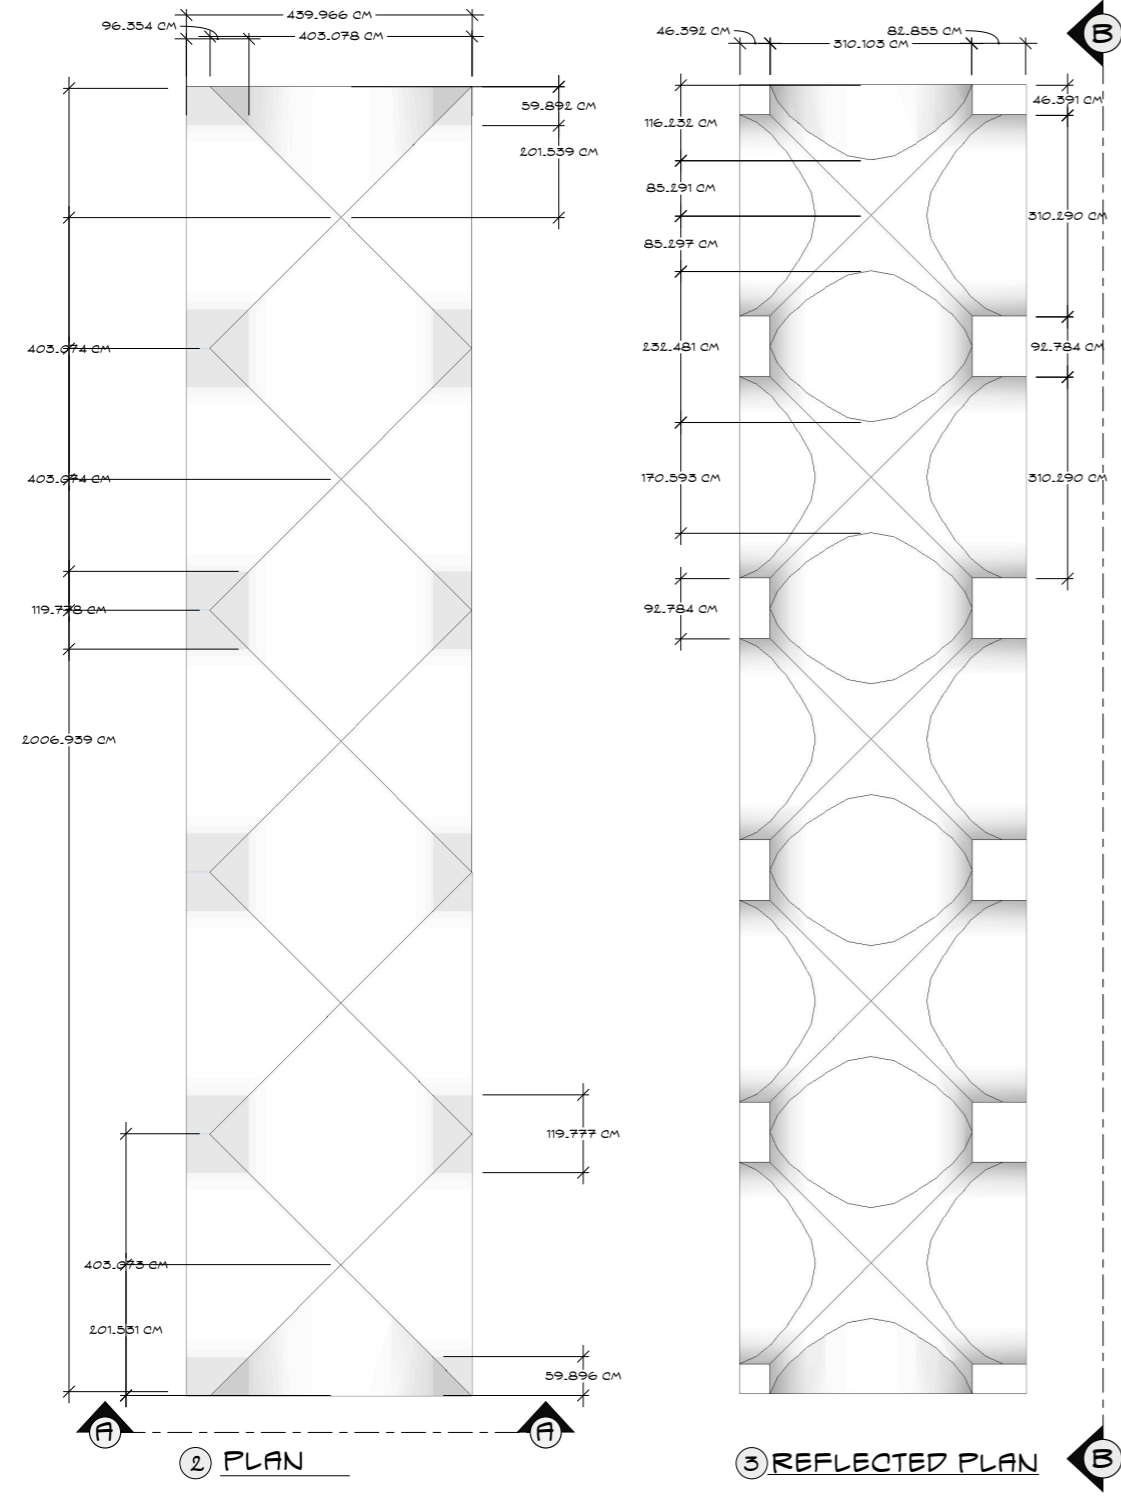 439.966 CM
96.354 CM
403.078 CM
59.892 CM
201.539 CM
403.074 CM
403.074 CM
119.778 CM
2006.939 CM
119.777 CM
403.073 CM
201.531 CM
59.896 CM
A
A
2 PLAN
46.392 CM
310.103 CM
82.855 CM
B
46.391 CM
116.232 CM
85.291 CM
310.290 CM
85.297 CM
232.481 CM
92.784 CM
170.593 CM
310.290 CM
92.784 CM
3 REFLECTED PLAN
B